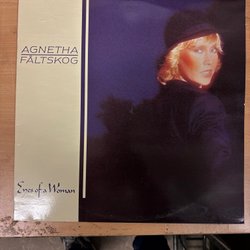 AGNETHA
FÄLTSKOG
Eyes of a Woman